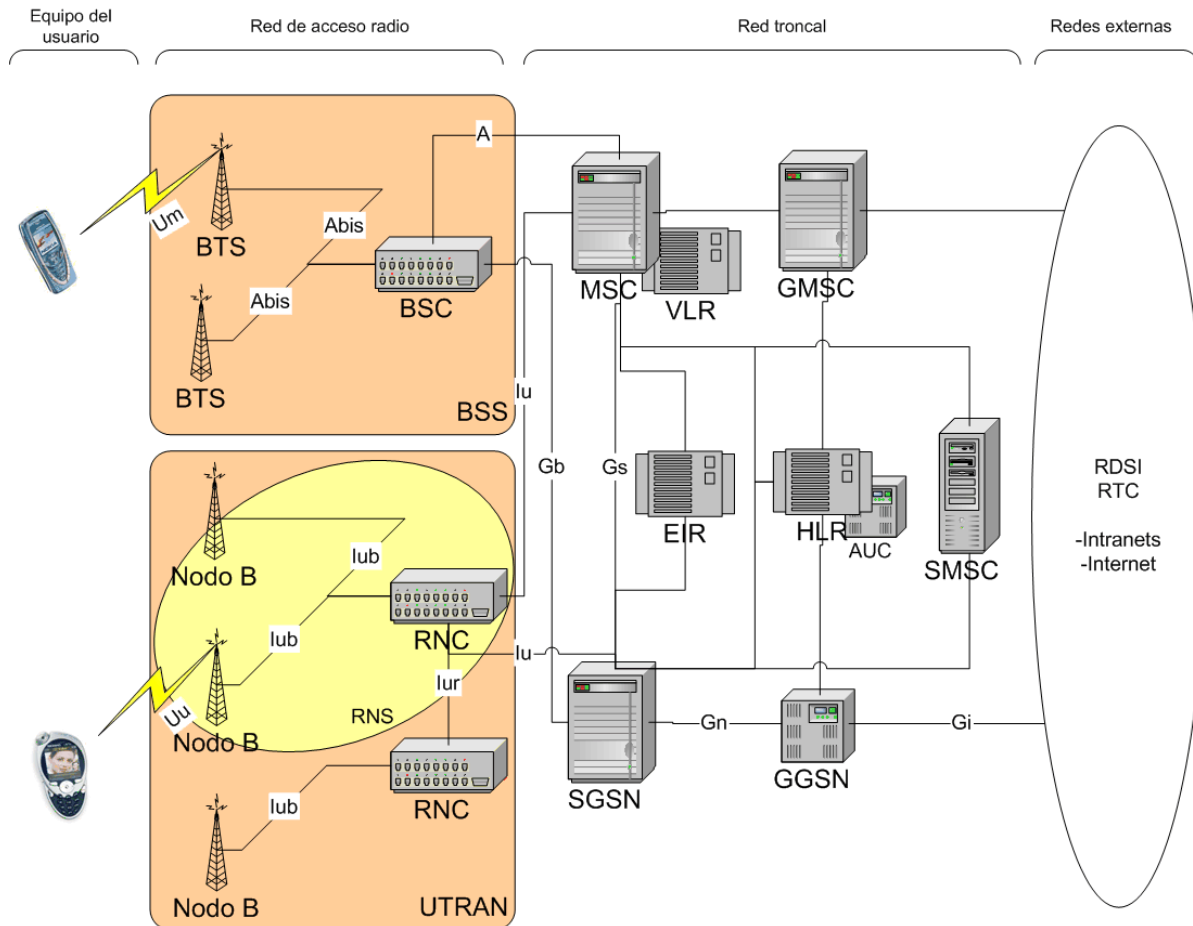 Equipo del
usuario
Red de acceso radio
Red troncal
Redes externas
A
Um
BTS
Abis
Abis
BSC
BTS
BSS
MSC
VLR
GMSC
Iu
Gb
Gs
EIR
HLR
AUC
SMSC
RDSI
RTC
-Intranets
-Internet
Nodo B
Iub
Iub
RNC
Iu
Iur
RNS
Uu
Nodo B
Iub
RNC
Nodo B
UTRAN
SGSN
Gn
GGSN
Gi